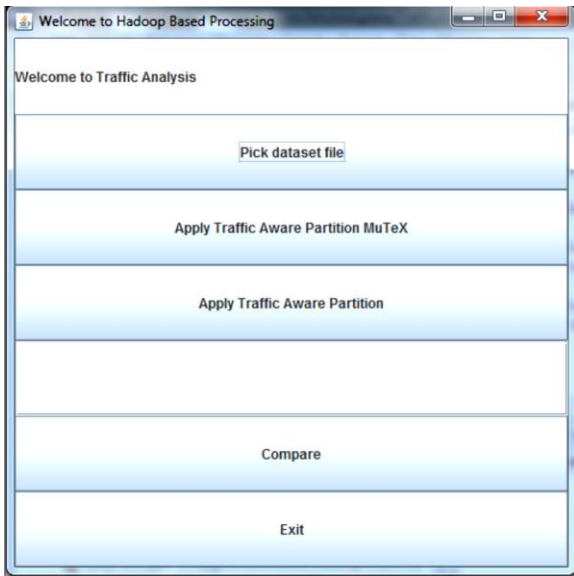 Welcome to Hadoop Based Processing
Welcome to Traffic Analysis
Pick dataset file
Apply Traffic Aware Partition MuTeX
Apply Traffic Aware Partition
Compare
Exit